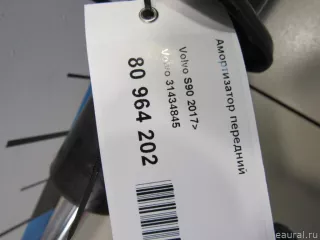 Амортизатор передний
Volvo S90 2017>
Volvo 31434845
80 964 202
eaural.ru